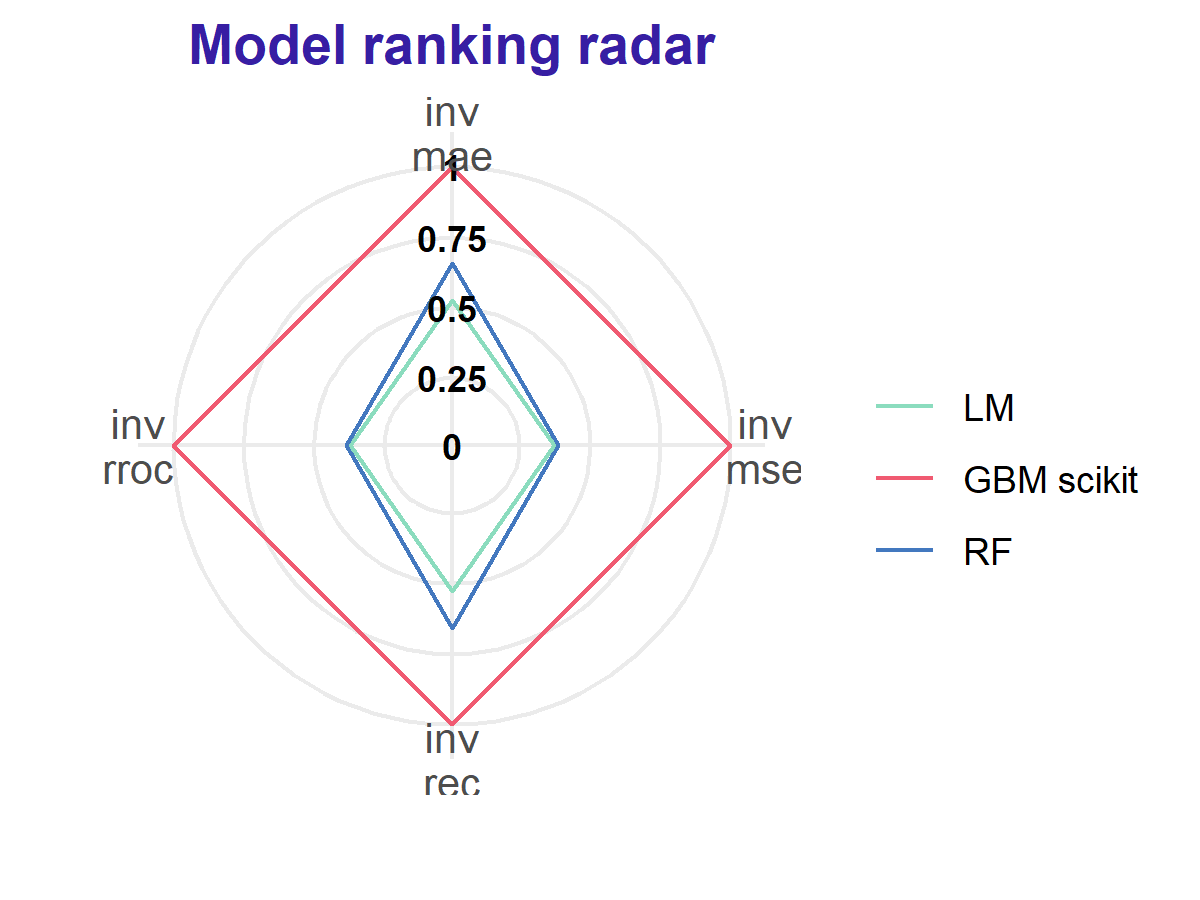 Model ranking radar
inv
mae
1
0.75
0.5
0.25
0
inv
rroc
inv
mse
inv
rec
LM
GBM scikit
RF